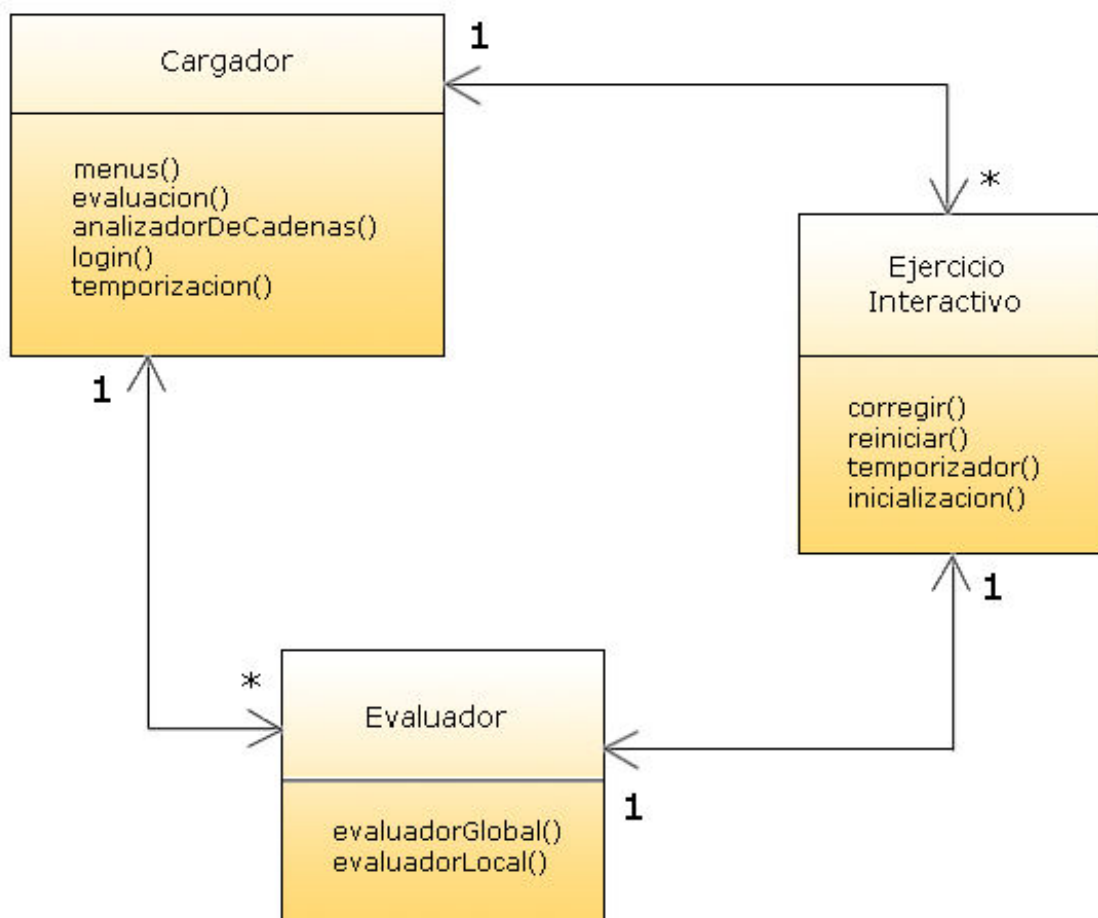 Cargador
menus()
evaluacion()
analizadorDeCadenas()
login()
temporizacion()
1
*
Ejercicio
Interactivo
corregir()
reiniciar()
temporizador()
inicializacion()
1
1
*
Evaluador
evaluadorGlobal()
evaluadorLocal()
1